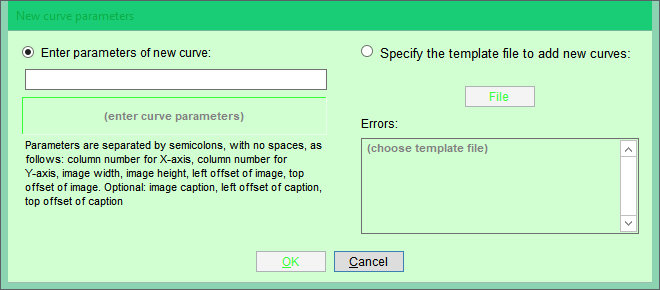 New curve parameters
Enter parameters of new curve:
(enter curve parameters)
Parameters are separated by semicolons, with no spaces, as
follows: column number for X-axis, column number for
Y-axis, image width, image height, left offset of image, top
offset of image. Optional: image caption, left offset of caption,
top offset of caption
Specify the template file to add new curves:
File
Errors:
(choose template file)
OK
Cancel